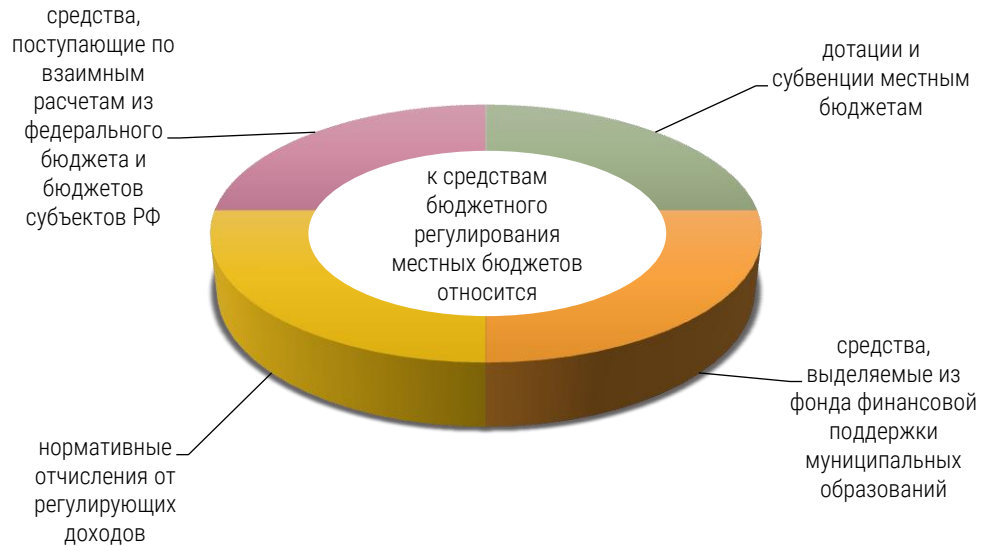 средства,
поступающие по
взаимным
расчетам из
федерального
бюджета и
бюджетов
субъектов РФ
дотации и
субвенции местным
бюджетам
к средствам
бюджетного
регулирования
местных бюджетов
относится
средства,
выделяемые из
фонда финансовой
поддержки
муниципальных
образований
нормативные
отчисления от
регулирующих
доходов